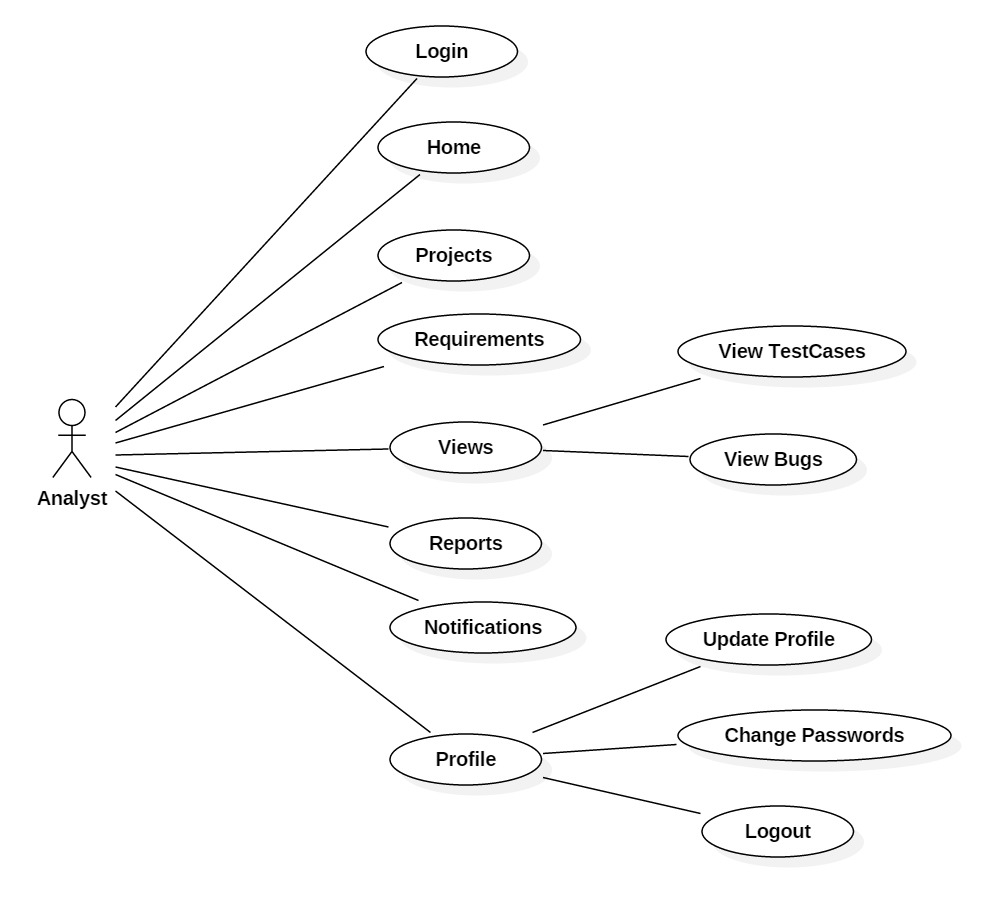 Login
Home
Projects
Requirements
View TestCases
Views
View Bugs
Analyst
Reports
Notifications
Update Profile
Change Passwords
Profile
Logout